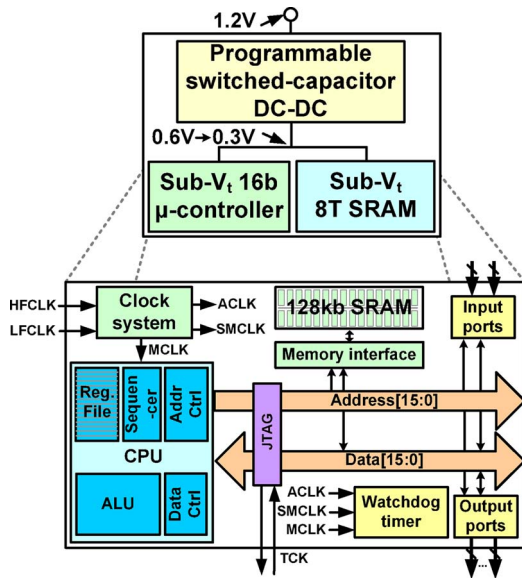 1.2V
Programmable
switched-capacitor
DC-DC
0.6V→0.3V
Sub-Vt 16b
μ-controller
Sub-Vt
8T SRAM
HFCLK
LFCLK
Clock
system
ACLK
SMCLK
MCLK
128kb SRAM
Memory interface
Input
ports
Reg.
File
Sequen
-cer
Addr
Ctrl
CPU
ALU
Data
Ctrl
JTAG
Address[15:0]
Data[15:0]
ACLK
SMCLK
MCLK
Watchdog
timer
Output
ports
TCK
...